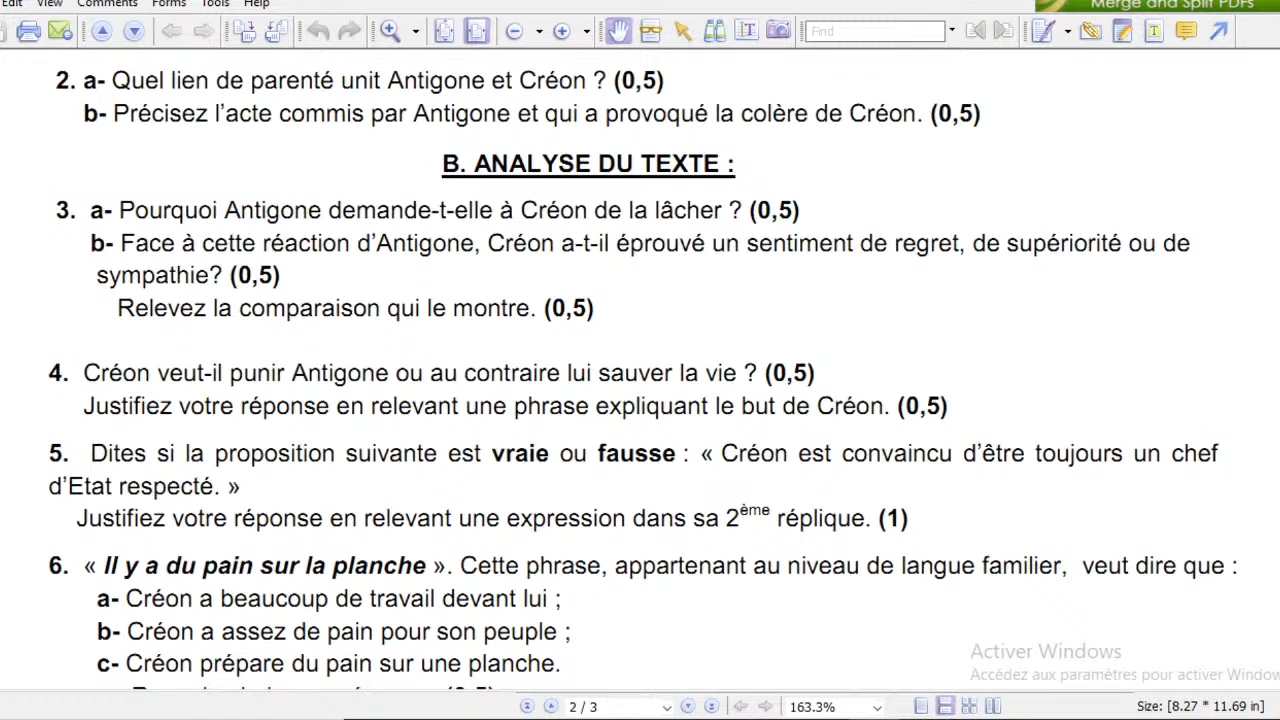 Edit View Comments Forms Tools Help
Merge and Split PDFs
Find
2. a- Quel lien de parenté unit Antigone et Créon ? (0,5)
b- Précisez l’acte commis par Antigone et qui a provoqué la colère de Créon. (0,5)
B. ANALYSE DU TEXTE :
3. a- Pourquoi Antigone demande-t-elle à Créon de la lâcher ? (0,5)
b- Face à cette réaction d’Antigone, Créon a-t-il éprouvé un sentiment de regret, de supériorité ou de
sympathie? (0,5)
Relevez la comparaison qui le montre. (0,5)
4. Créon veut-il punir Antigone ou au contraire lui sauver la vie ? (0,5)
Justifiez votre réponse en relevant une phrase expliquant le but de Créon. (0,5)
5. Dites si la proposition suivante est vraie ou fausse : « Créon est convaincu d’être toujours un chef
d’Etat respecté. »
Justifiez votre réponse en relevant une expression dans sa 2ème réplique. (1)
6. « Il y a du pain sur la planche ». Cette phrase, appartenant au niveau de langue familier, veut dire que :
a- Créon a beaucoup de travail devant lui ;
b- Créon a assez de pain pour son peuple ;
c- Créon prépare du pain sur une planche.
Activer Windows
Accédez aux paramètres pour activer Window
2 / 3
163.3%
Size: [8.27 * 11.69 in]